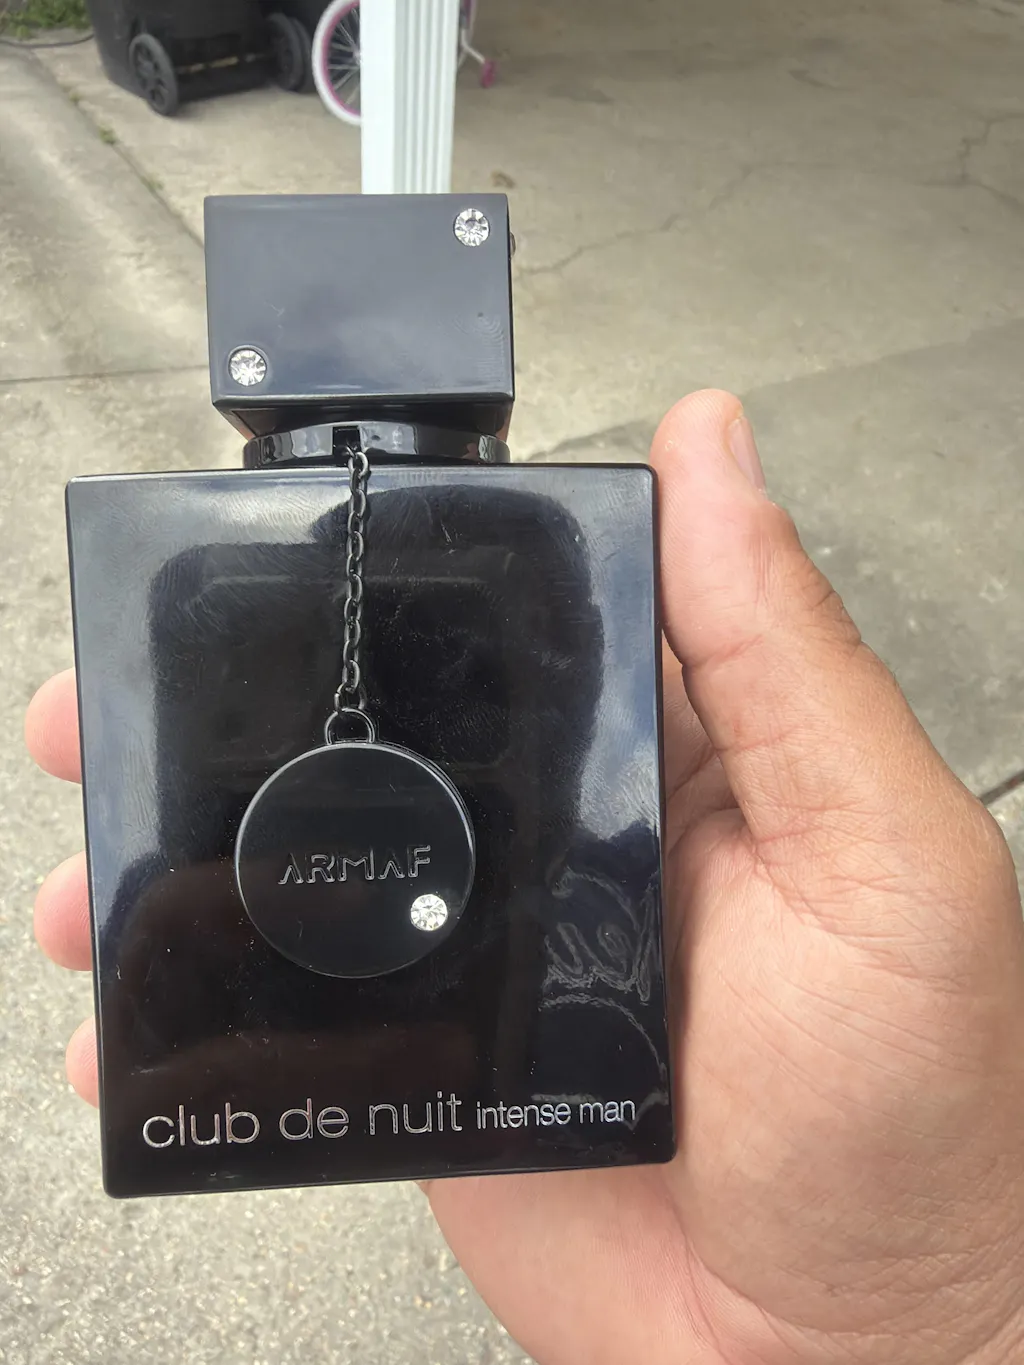 ARMAF
club de nuit intense man